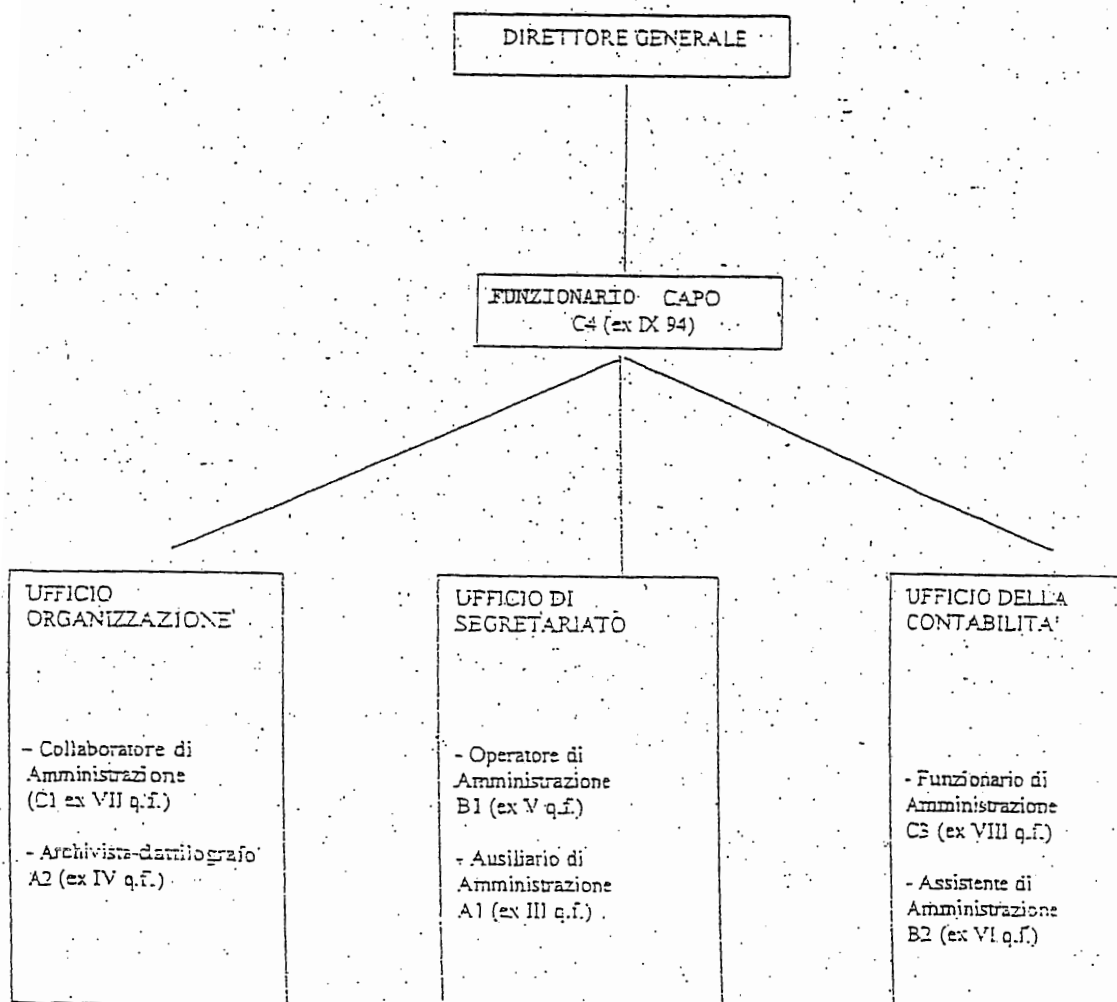 DIRETTORE GENERALE
FUNZIONARIO CAPO
C4 (ex IX 94)
UFFICIO
ORGANIZZAZIONE
- Collaboratore di
Amministrazione
(C1 ex VII q.f.)
- Archivista-dattilografo
A2 (ex IV q.f.)
UFFICIO DI
SEGRETARIATO
- Operatore di
Amministrazione
B1 (ex V q.f.)
- Ausiliario di
Amministrazione
A1 (ex III q.f.)
UFFICIO DELLA
CONTABILITA'
- Funzionario di
Amministrazione
C3 (ex VIII q.f.)
- Assistente di
Amministrazione
B2 (ex VI q.f.)